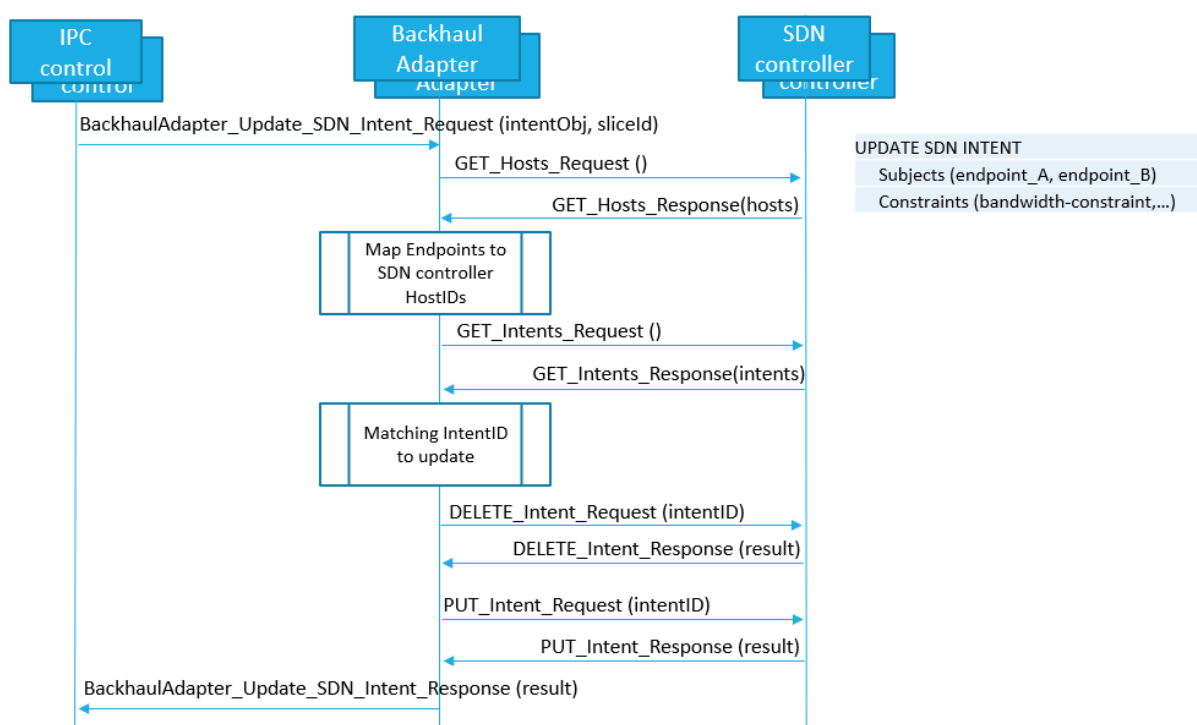 IPC
control
control
Backhaul
Adapter
Adapter
SDN
controller
controller
BackhaulAdapter_Update_SDN_Intent_Request (intentObj, sliceId)
UPDATE SDN INTENT
Subjects (endpoint_A, endpoint_B)
Constraints (bandwidth-constraint,...)
GET_Hosts_Request ()
GET_Hosts_Response(hosts)
Map Endpoints to
SDN controller
HostIDs
GET_Intents_Request ()
GET_Intents_Response(intents)
Matching IntentID
to update
DELETE_Intent_Request (intentID)
DELETE_Intent_Response (result)
PUT_Intent_Request (intentID)
PUT_Intent_Response (result)
BackhaulAdapter_Update_SDN_Intent_Response (result)